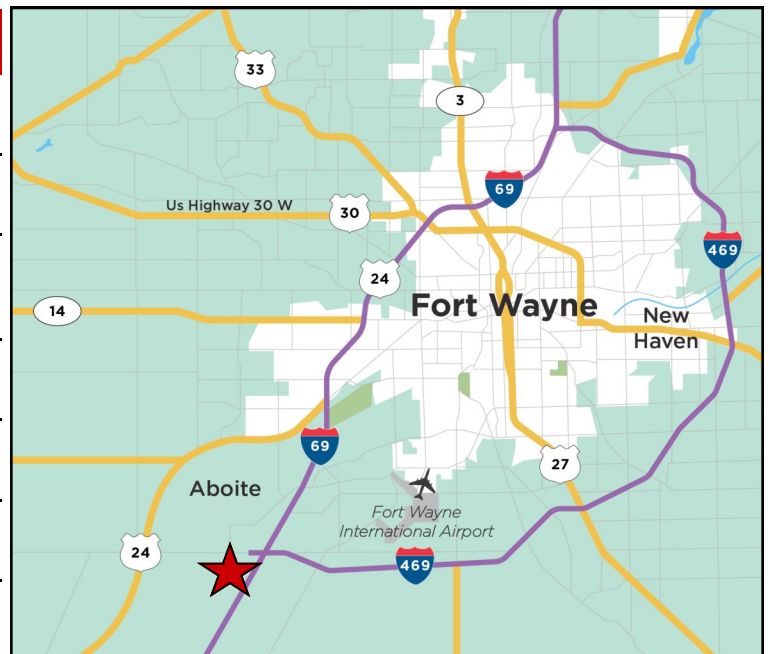 33
3
69
Us Highway 30 W
30
469
24
14
Fort Wayne
New
Haven
69
27
Aboite
Fort Wayne
International Airport
24
469